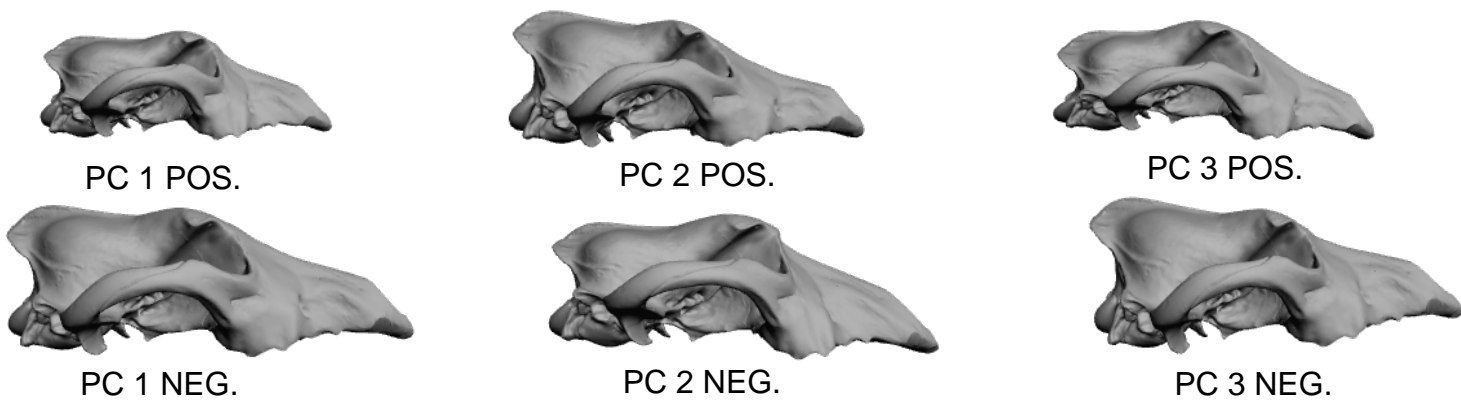 PC 1 POS.
PC 2 POS.
PC 3 POS.
PC 1 NEG.
PC 2 NEG.
PC 3 NEG.